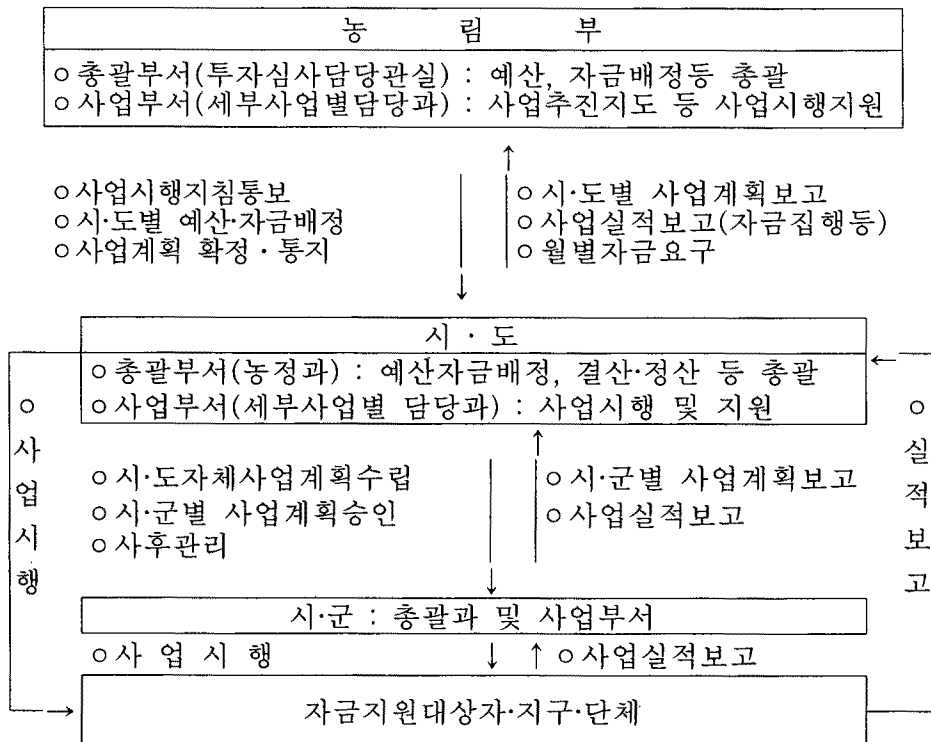 농 림 부
○ 총괄부서(투자심사담당관실) : 예산, 자금배정등 총괄
○ 사업부서(세부사업별담당과) : 사업추진지도 등 사업시행지원
○ 사업시행지침통보
○ 시·도별 예산·자금배정
○ 사업계획 확정·통지
↓
↑
○ 시·도별 사업계획보고
○ 사업실적보고(자금집행등)
○ 월별자금요구
시 · 도
○ 총괄부서(농정과) : 예산자금배정, 결산·정산 등 총괄
○ 사업부서(세부사업별 담당과) : 사업시행 및 지원
○ 사업시행
○ 시·도자체사업계획수립
○ 시·군별 사업계획승인
○ 사후관리
↓
↑
○ 시·군별 사업계획보고
○ 사업실적보고
○ 실적보고
←
시·군 : 총괄과 및 사업부서
○ 사 업 시 행 ↓ ↑ ○ 사업실적보고
→
자금지원대상자·지구·단체